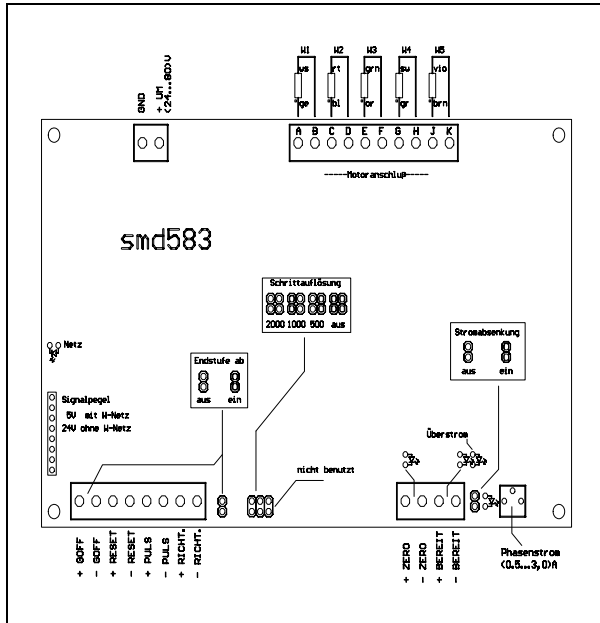 W1 W2 W3 W4 W5
ws rt grn sw vio
ge bl or gr brn
GND
+ UM
(24...80)V
A B C D E F G H J K
-----Motoranschluß-----
smd583
Schrittauflösung
2000 1000 500 aus
Stromabsenkung
aus ein
Netz
Endstufe ab
aus ein
Signalpegel
5V mit W-Netz
24V ohne W-Netz
Überstrom
nicht benutzt
+ GOFF
- GOFF
+ RESET
- RESET
+ PULS
- PULS
+ RICHT.
- RICHT.
+ ZERO
- ZERO
+ BEREIT
- BEREIT
Phasenstrom
(0.5...3,0)A